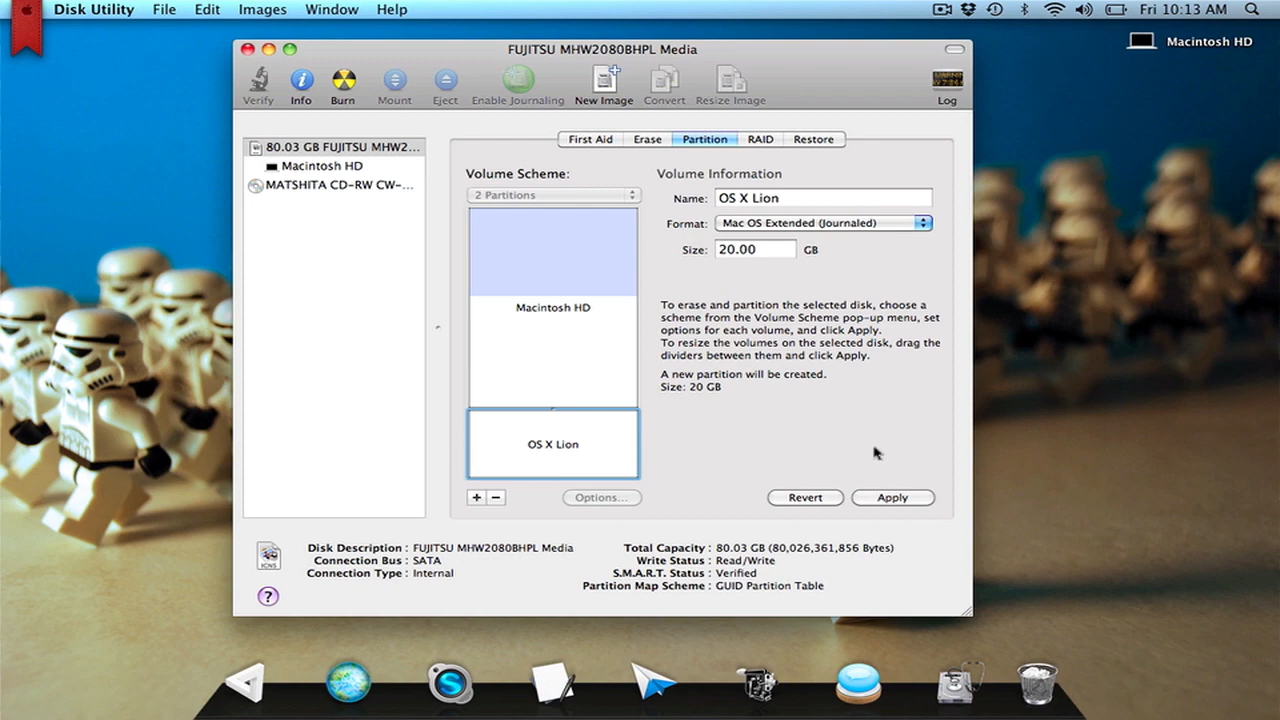 Disk Utility File Edit Images Window Help Fri 10:13 AM
Macintosh HD
FUJITSU MHW2080BHPL Media
Verify Info Burn Mount Eject Enable Journaling New Image Convert Resize Image Log
80.03 GB FUJITSU MHW2...
Macintosh HD
MATSHITA CD-RW CW-...
First Aid Erase Partition RAID Restore
Volume Scheme:
2 Partitions
Macintosh HD
OS X Lion
+ −
Options...
Volume Information
Name: OS X Lion
Format: Mac OS Extended (Journaled)
Size: 20.00 GB
To erase and partition the selected disk, choose a
scheme from the Volume Scheme pop-up menu, set
options for each volume, and click Apply.
To resize the volumes on the selected disk, drag the
dividers between them and click Apply.
A new partition will be created.
Size: 20 GB
Revert Apply
Disk Description : FUJITSU MHW2080BHPL Media
Connection Bus : SATA
Connection Type : Internal
Total Capacity : 80.03 GB (80,026,361,856 Bytes)
Write Status : Read/Write
S.M.A.R.T. Status : Verified
Partition Map Scheme : GUID Partition Table
?